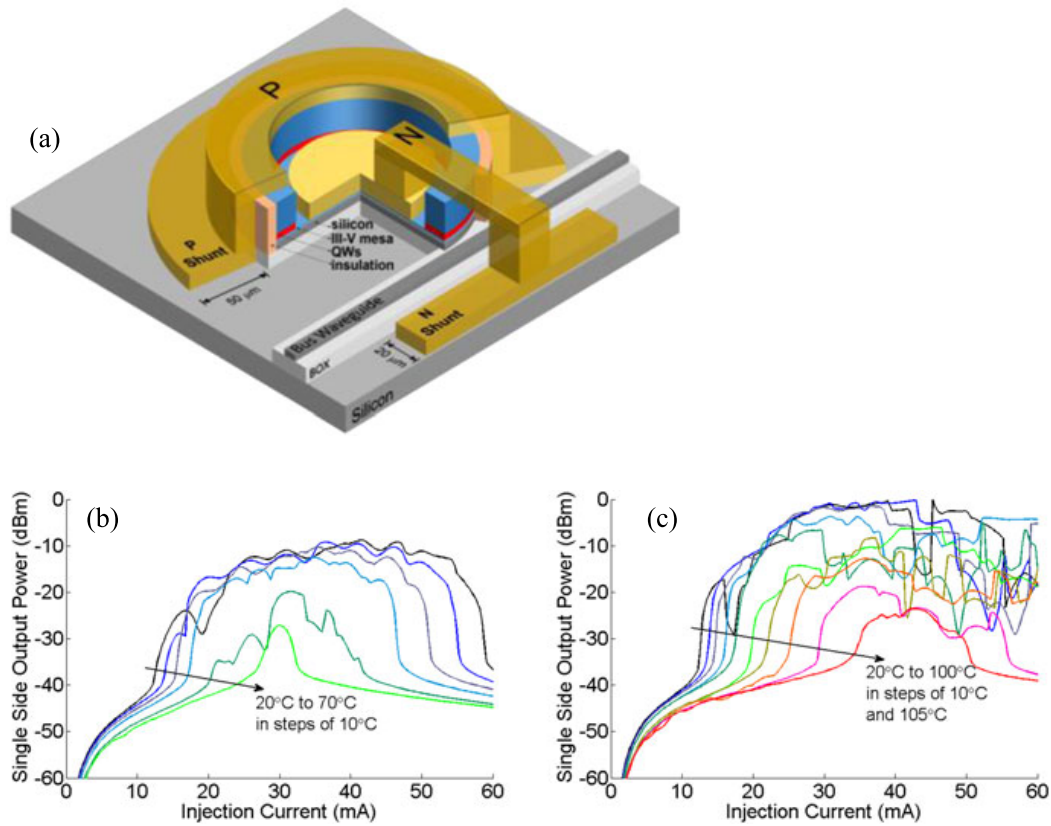 (a)
P
N
silicon
III-V mesa
QWs
insulation
P
Shunt
50 μm
Bus Waveguide
BOX
N
Shunt
20 μm
Silicon
(b)
Single Side Output Power (dBm)
0
-10
-20
-30
-40
-50
-60
20°C to 70°C
in steps of 10°C
0 10 20 30 40 50 60
Injection Current (mA)
(c)
Single Side Output Power (dBm)
0
-10
-20
-30
-40
-50
-60
20°C to 100°C
in steps of 10°C
and 105°C
0 10 20 30 40 50 60
Injection Current (mA)